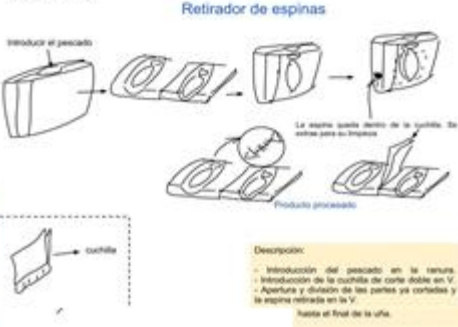 Retirador de espinas
Introducir el pescado
La espina queda dentro de la cuchilla. Se
extrae para su limpieza
Producto procesado
cuchilla
Descripción:
- Introducción del pescado en la ranura.
- Introducción de la cuchilla de corte doble en V.
- Apertura y división de las partes ya cortadas y
la espina retirada en la V.
hasta el final de la uña.